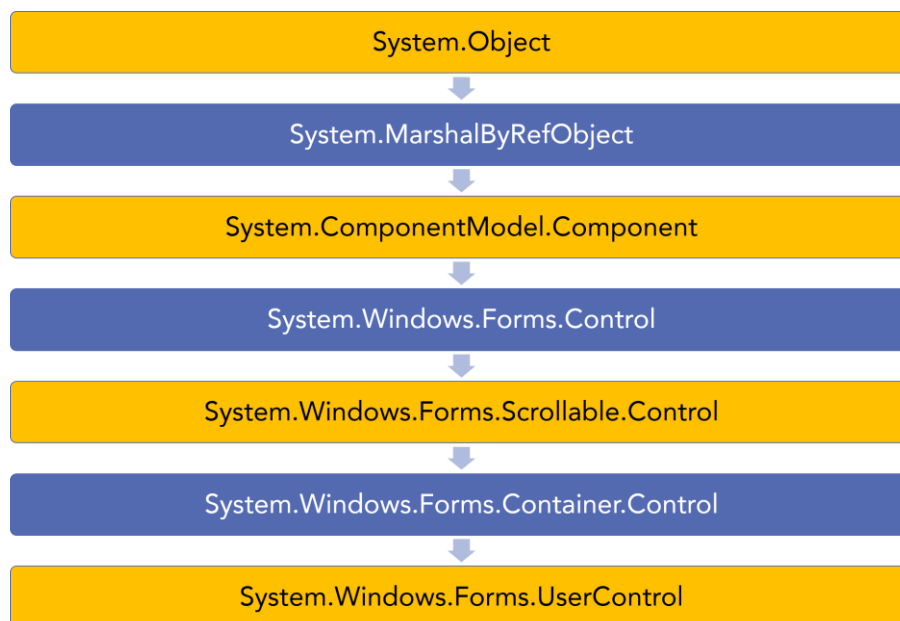 System.Object
System.MarshalByRefObject
System.ComponentModel.Component
System.Windows.Forms.Control
System.Windows.Forms.Scrollable.Control
System.Windows.Forms.Container.Control
System.Windows.Forms.UserControl